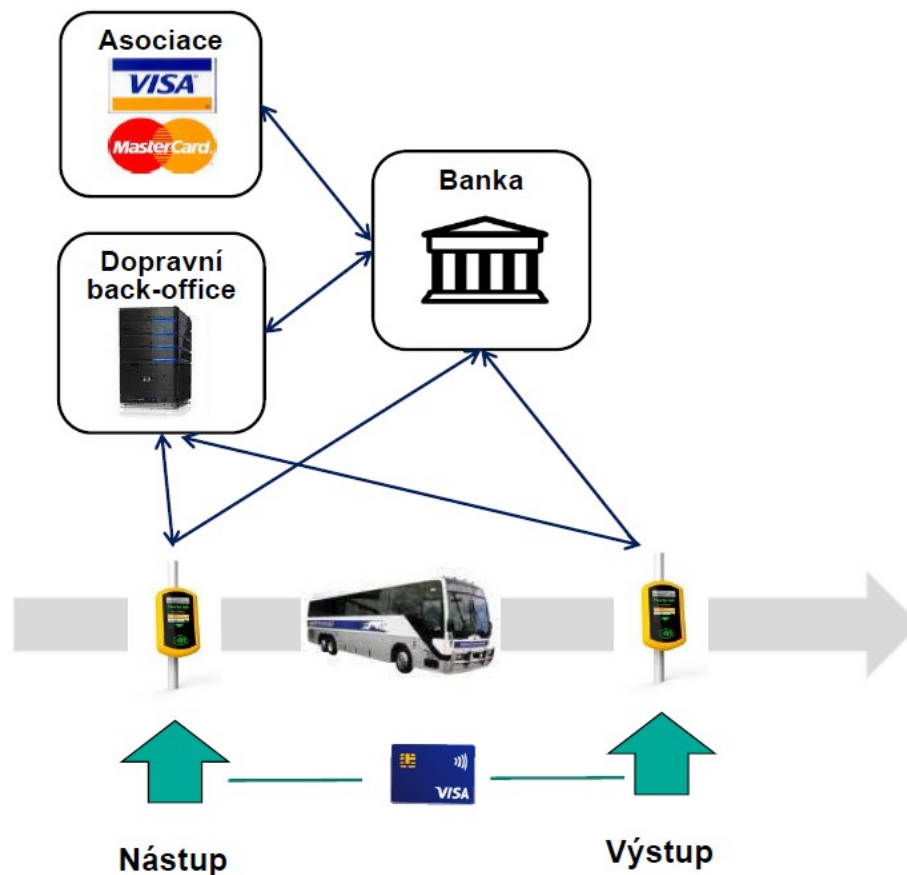 Asociace
VISA
MasterCard
Banka
Dopravní
back-office
VISA
Nástup
Výstup